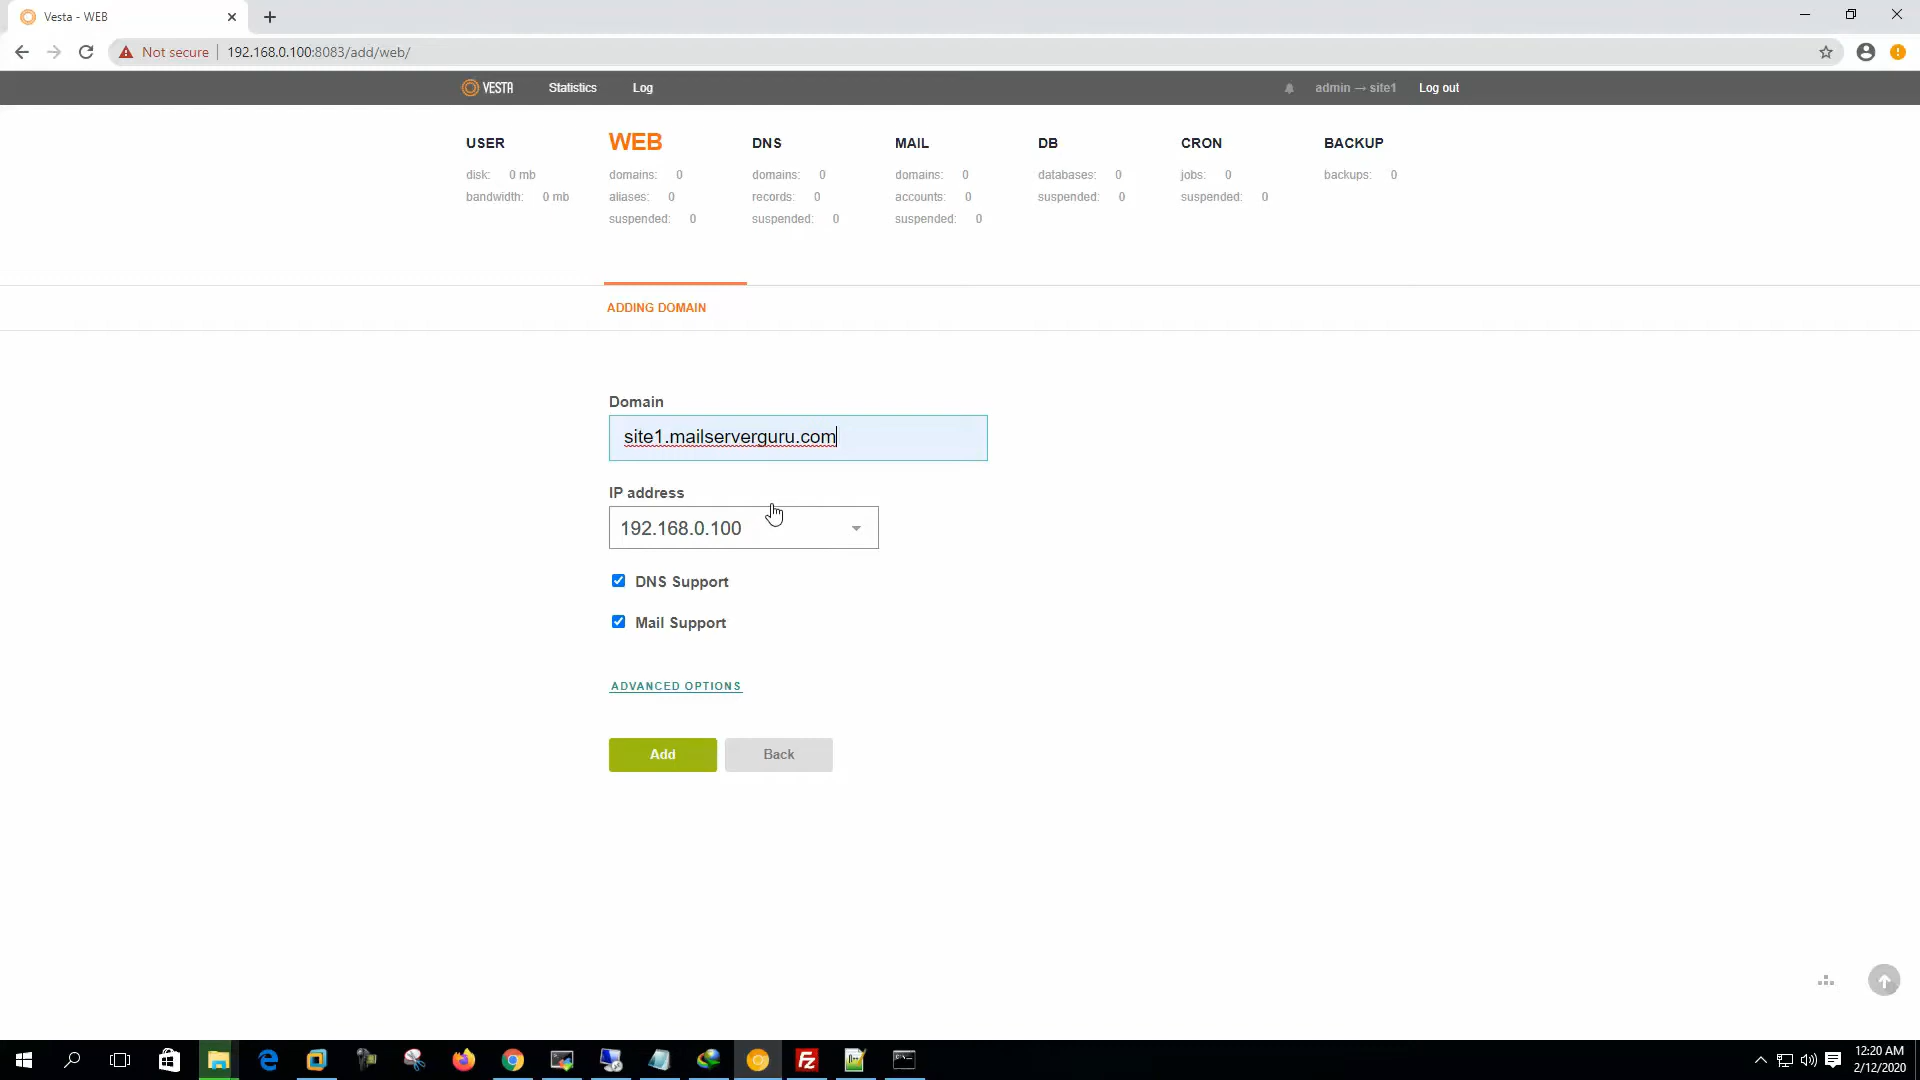 Vesta - WEB
Not secure
192.168.0.100:8083/add/web/
VESTA
Statistics
Log
admin → site1
Log out
USER
disk: 0 mb
bandwidth: 0 mb
WEB
domains: 0
aliases: 0
suspended: 0
DNS
domains: 0
records: 0
suspended: 0
MAIL
domains: 0
accounts: 0
suspended: 0
DB
databases: 0
suspended: 0
CRON
jobs: 0
suspended: 0
BACKUP
backups: 0
ADDING DOMAIN
Domain
site1.mailserverguru.com
IP address
192.168.0.100
DNS Support
Mail Support
ADVANCED OPTIONS
Add
Back
12:20 AM
2/12/2020